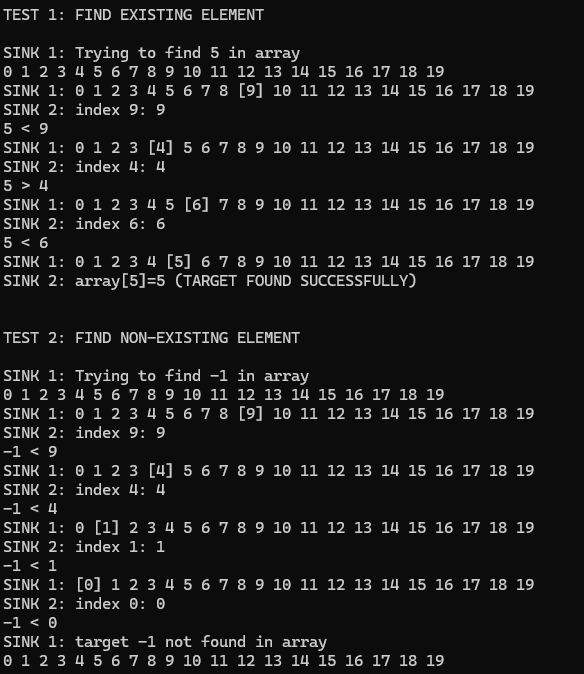 TEST 1: FIND EXISTING ELEMENT
SINK 1: Trying to find 5 in array
0 1 2 3 4 5 6 7 8 9 10 11 12 13 14 15 16 17 18 19
SINK 1: 0 1 2 3 4 5 6 7 8 [9] 10 11 12 13 14 15 16 17 18 19
SINK 2: index 9: 9
5 < 9
SINK 1: 0 1 2 3 [4] 5 6 7 8 9 10 11 12 13 14 15 16 17 18 19
SINK 2: index 4: 4
5 > 4
SINK 1: 0 1 2 3 4 5 [6] 7 8 9 10 11 12 13 14 15 16 17 18 19
SINK 2: index 6: 6
5 < 6
SINK 1: 0 1 2 3 4 [5] 6 7 8 9 10 11 12 13 14 15 16 17 18 19
SINK 2: array[5]=5 (TARGET FOUND SUCCESSFULLY)
TEST 2: FIND NON-EXISTING ELEMENT
SINK 1: Trying to find -1 in array
0 1 2 3 4 5 6 7 8 9 10 11 12 13 14 15 16 17 18 19
SINK 1: 0 1 2 3 4 5 6 7 8 [9] 10 11 12 13 14 15 16 17 18 19
SINK 2: index 9: 9
-1 < 9
SINK 1: 0 1 2 3 [4] 5 6 7 8 9 10 11 12 13 14 15 16 17 18 19
SINK 2: index 4: 4
-1 < 4
SINK 1: 0 [1] 2 3 4 5 6 7 8 9 10 11 12 13 14 15 16 17 18 19
SINK 2: index 1: 1
-1 < 1
SINK 1: [0] 1 2 3 4 5 6 7 8 9 10 11 12 13 14 15 16 17 18 19
SINK 2: index 0: 0
-1 < 0
SINK 1: target -1 not found in array
0 1 2 3 4 5 6 7 8 9 10 11 12 13 14 15 16 17 18 19